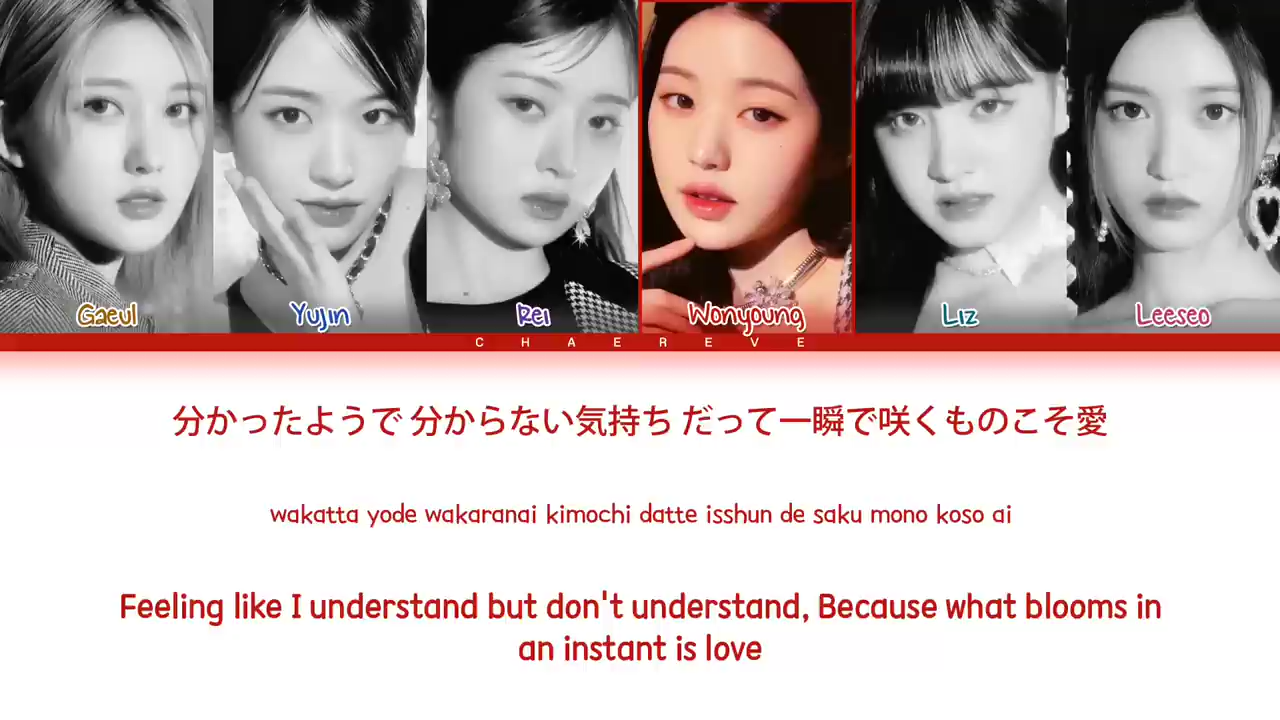 Gaeul Yujin Rei Wonyoung Liz Leeseo
CHAEREVE
分かったようで 分からない気持ち だって一瞬で咲くものこそ愛
wakatta yode wakaranai kimochi datte isshun de saku mono koso ai
Feeling like I understand but don't understand, Because what blooms in
an instant is love